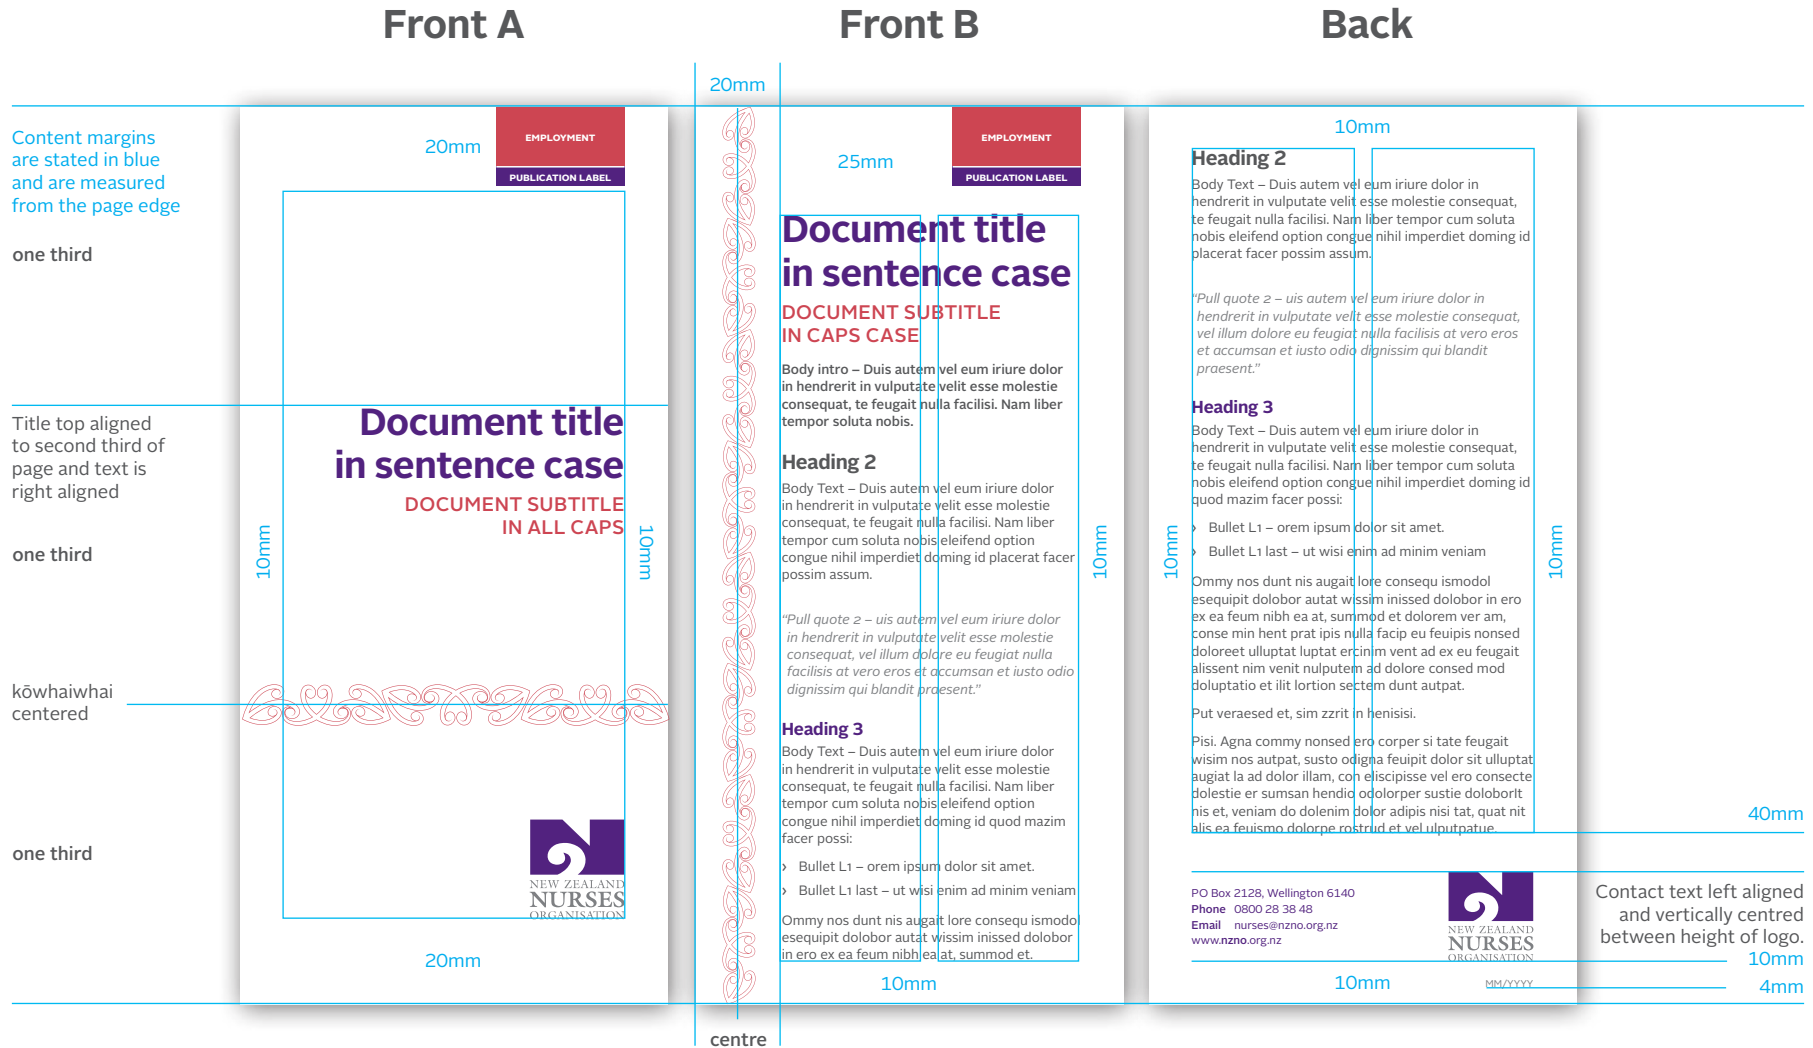 Front A
Front B
Back
Content margins
are stated in blue
and are measured
from the page edge
one third
Title top aligned
to second third of
page and text is
right aligned
one third
kōwhaiwhai
centered
one third
20mm
EMPLOYMENT
PUBLICATION LABEL
Document title
in sentence case
DOCUMENT SUBTITLE
IN ALL CAPS
10mm
10mm
NEW ZEALAND
NURSES
ORGANISATION
20mm
20mm
25mm
EMPLOYMENT
PUBLICATION LABEL
Document title
in sentence case
DOCUMENT SUBTITLE
IN CAPS CASE
Body intro – Duis autem vel eum iriure dolor
in hendrerit in vulputate velit esse molestie
consequat, te feugait nulla facilisi. Nam liber
tempor soluta nobis.
Heading 2
Body Text – Duis autem vel eum iriure dolor
in hendrerit in vulputate velit esse molestie
consequat, te feugait nulla facilisi. Nam liber
tempor cum soluta nobis eleifend option
congue nihil imperdiet doming id placerat facer
possim assum.
“Pull quote 2 – uis autem vel eum iriure dolor
in hendrerit in vulputate velit esse molestie
consequat, vel illum dolore eu feugiat nulla
facilisis at vero eros et accumsan et iusto odio
dignissim qui blandit praesent.”
Heading 3
Body Text – Duis autem vel eum iriure dolor
in hendrerit in vulputate velit esse molestie
consequat, te feugait nulla facilisi. Nam liber
tempor cum soluta nobis eleifend option
congue nihil imperdiet doming id quod mazim
facer possi:
› Bullet L1 – orem ipsum dolor sit amet.
› Bullet L1 last – ut wisi enim ad minim veniam
Ommy nos dunt nis augait lore consequ ismodol
esequipit dolobor autat wissim inissed dolobor
in ero ex ea feum nibh ea at, summod et.
10mm
10mm
centre
10mm
Heading 2
Body Text – Duis autem vel eum iriure dolor in
hendrerit in vulputate velit esse molestie consequat,
te feugait nulla facilisi. Nam liber tempor cum soluta
nobis eleifend option congue nihil imperdiet doming id
placerat facer possim assum.
“Pull quote 2 – uis autem vel eum iriure dolor in
hendrerit in vulputate velit esse molestie consequat,
vel illum dolore eu feugiat nulla facilisis at vero eros
et accumsan et iusto odio dignissim qui blandit
praesent.”
Heading 3
Body Text – Duis autem vel eum iriure dolor in
hendrerit in vulputate velit esse molestie consequat,
te feugait nulla facilisi. Nam liber tempor cum soluta
nobis eleifend option congue nihil imperdiet doming id
quod mazim facer possi:
› Bullet L1 – orem ipsum dolor sit amet.
› Bullet L1 last – ut wisi enim ad minim veniam
Ommy nos dunt nis augait lore consequ ismodol
esequipit dolobor autat wissim inissed dolobor in ero
ex ea feum nibh ea at, summod et dolorem ver am,
conse min hent prat ipis nulla facip eu feuipis nonsed
doloreet ulluptat luptat ercinim vent ad ex eu feugait
alissent nim venit nulputem ad dolore consed mod
doluptatio et ilit lortion sectem dunt autpat.
Put veraesed et, sim zzrit in henisisi.
Pisi. Agna commy nonsed ero corper si tate feugait
wisim nos autpat, susto odigna feuipit dolor sit ulluptat
augiat la ad dolor illam, con eliscipisse vel ero consecte
dolestie er sumsan hendio odolorper sustie doloborIt
nis et, veniam do dolenim dolor adipis nisi tat, quat nit
alis ea feuismo dolorpe rostrud et vel ulputpatue.
10mm
10mm
PO Box 2128, Wellington 6140
Phone 0800 28 38 48
Email nurses@nzno.org.nz
www.nzno.org.nz
NEW ZEALAND
NURSES
ORGANISATION
10mm
MM/YYYY
40mm
Contact text left aligned
and vertically centred
between height of logo.
10mm
4mm